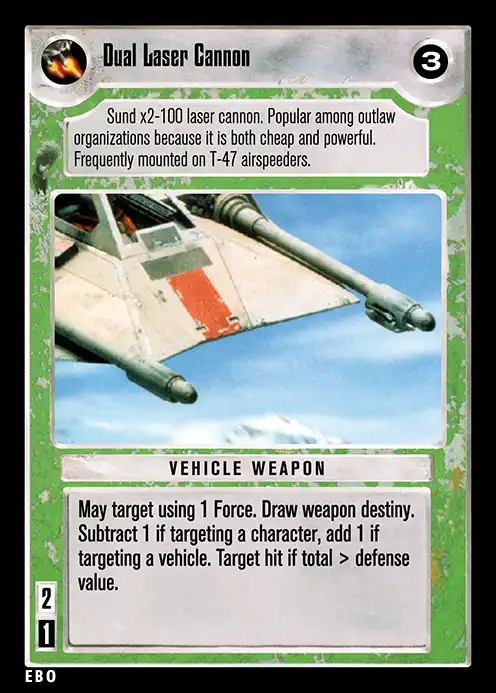 Dual Laser Cannon
3
Sund x2-100 laser cannon. Popular among outlaw
organizations because it is both cheap and powerful.
Frequently mounted on T-47 airspeeders.
VEHICLE WEAPON
May target using 1 Force. Draw weapon destiny.
Subtract 1 if targeting a character, add 1 if
targeting a vehicle. Target hit if total > defense
value.
2
1
EBO